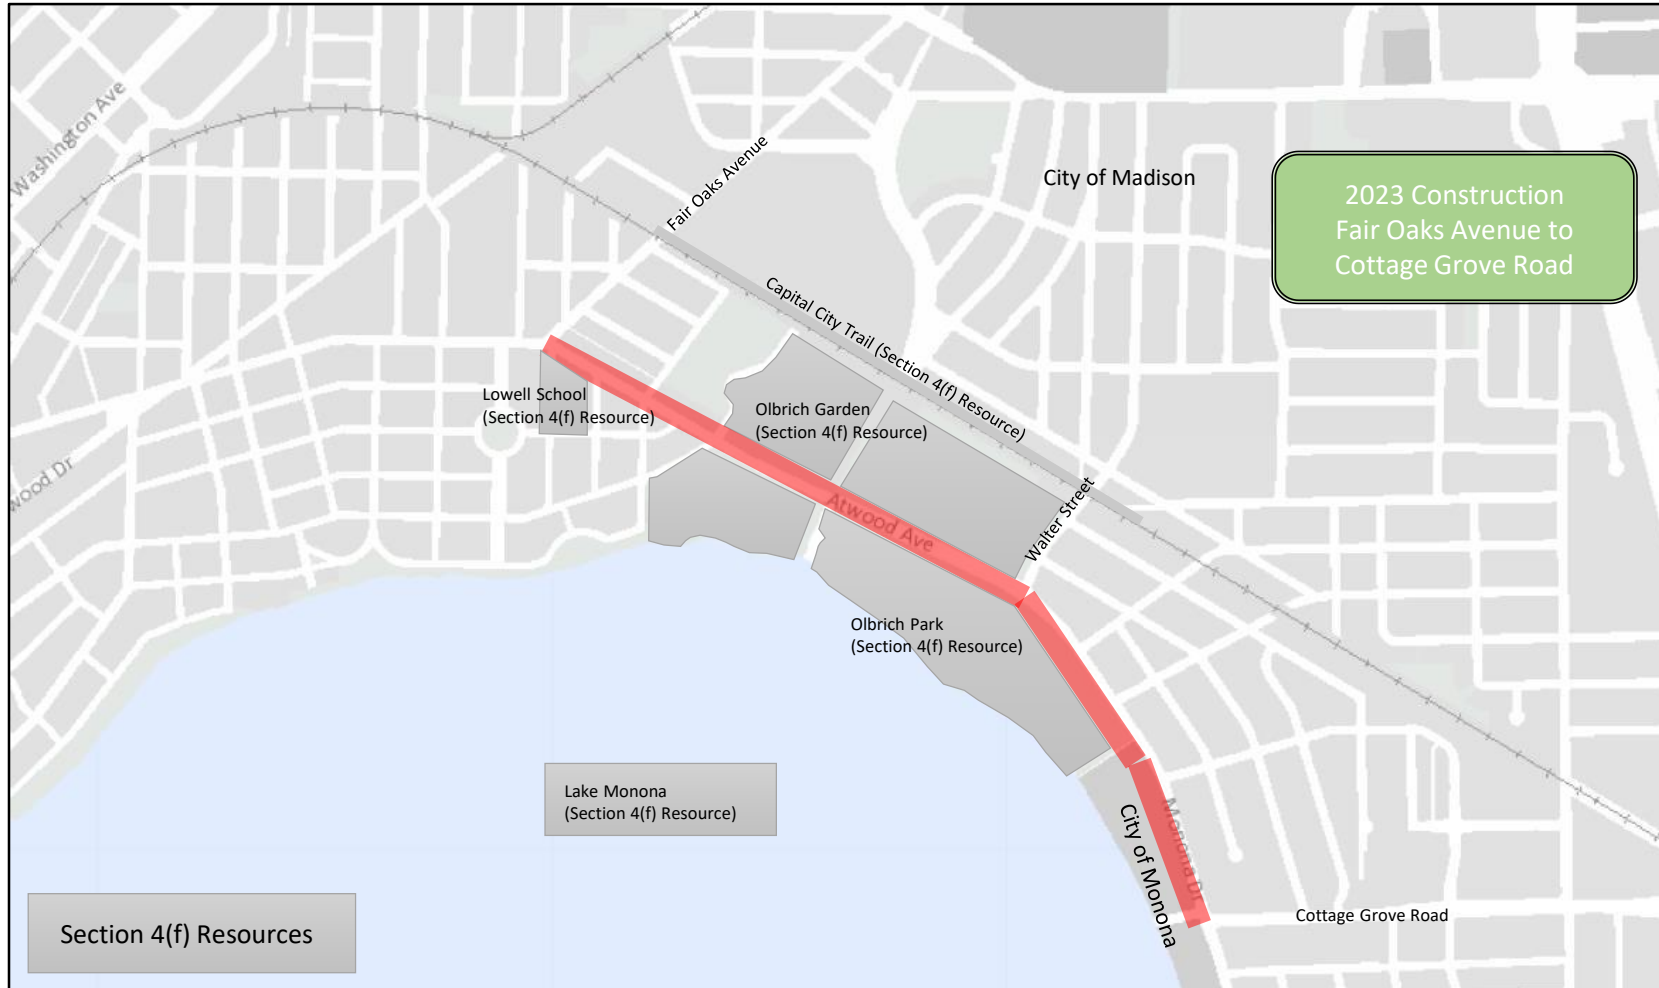 Washington Ave
Fair Oaks Avenue
City of Madison
2023 Construction
Fair Oaks Avenue to
Cottage Grove Road
Capital City Trail (Section 4(f) Resource)
Lowell School
(Section 4(f) Resource)
Olbrich Garden
(Section 4(f) Resource)
wood Dr
Atwood Ave
Walter Street
Olbrich Park
(Section 4(f) Resource)
Lake Monona
(Section 4(f) Resource)
City of Monona
Monona Dr
Cottage Grove Road
Section 4(f) Resources